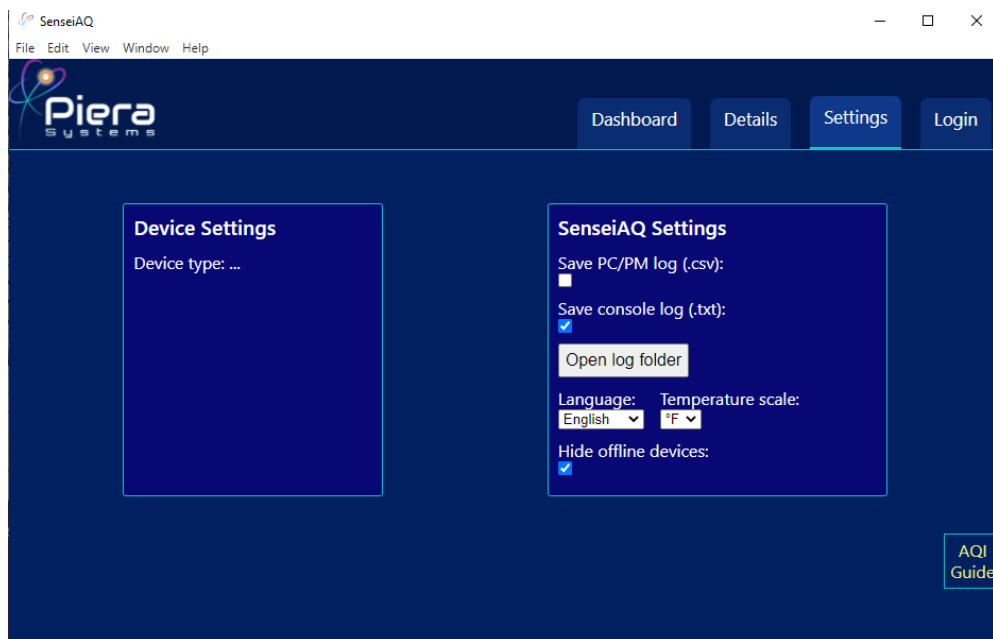 SenseiAQ
File Edit View Window Help
Piera
Systems
Dashboard Details Settings Login
Device Settings
Device type: ...
SenseiAQ Settings
Save PC/PM log (.csv):
Save console log (.txt):
Open log folder
Language: Temperature scale:
English °F
Hide offline devices:
AQI
Guide